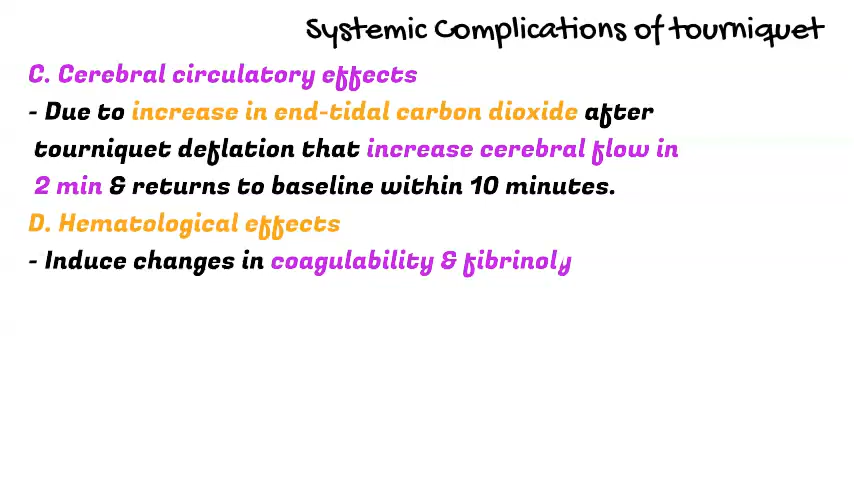 Systemic Complications of tourniquet
C. Cerebral circulatory effects
- Due to increase in end-tidal carbon dioxide after
tourniquet deflation that increase cerebral flow in
2 min & returns to baseline within 10 minutes.
D. Hematological effects
- Induce changes in coagulability & fibrinoly